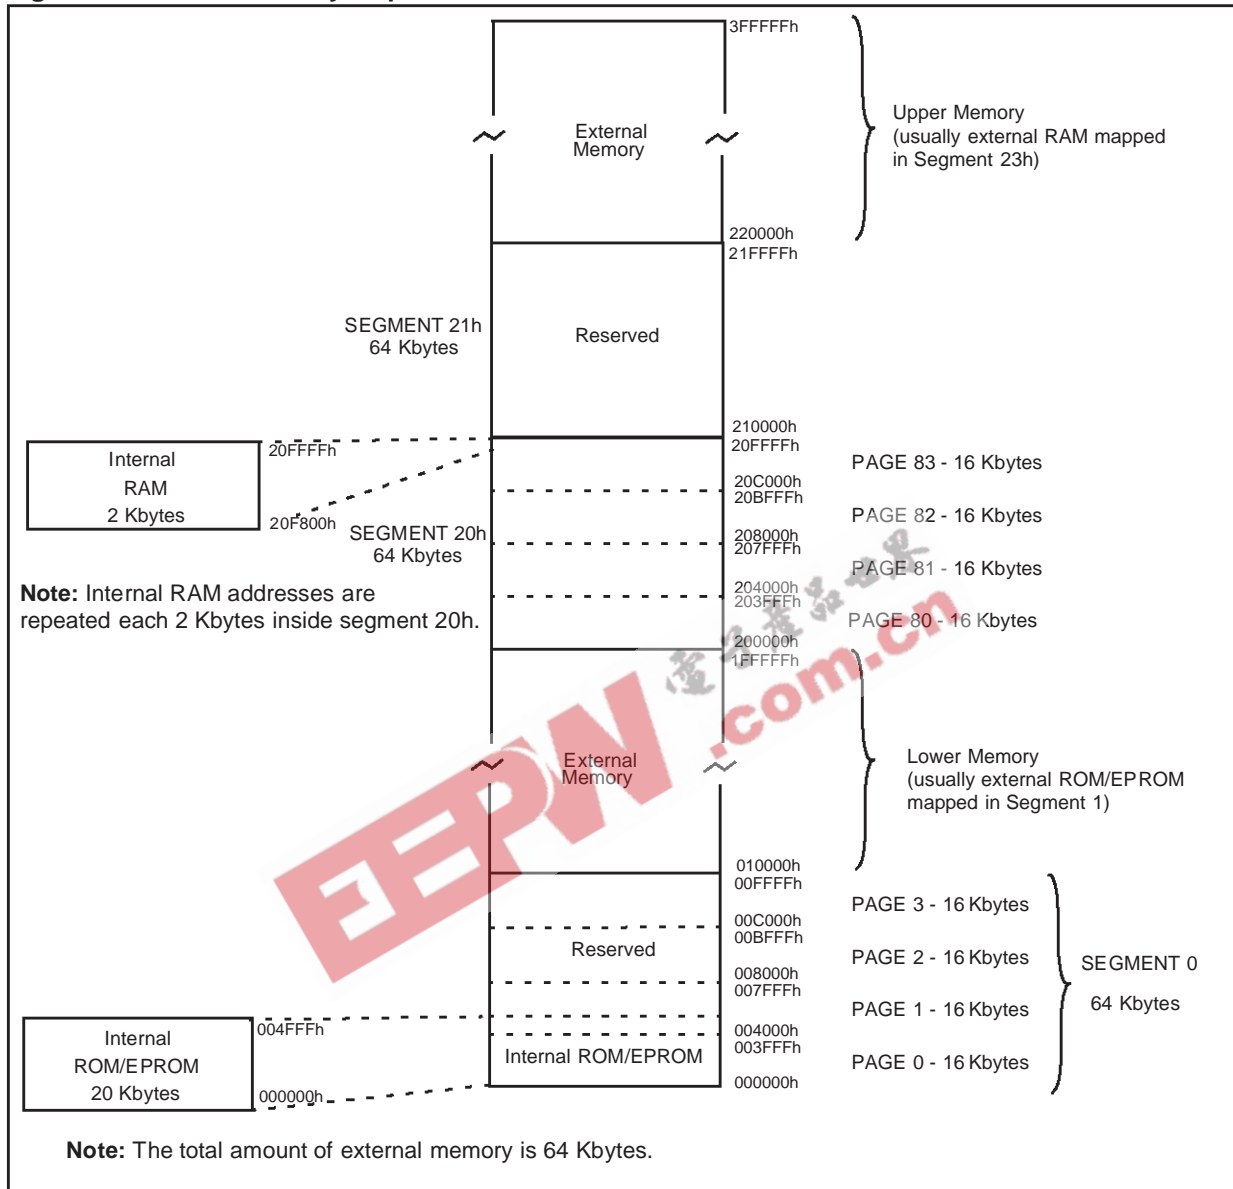 3FFFFFh
External
Memory
Upper Memory
(usually external RAM mapped
in Segment 23h)
220000h
21FFFFh
SEGMENT 21h
64 Kbytes
Reserved
210000h
20FFFFh
Internal
RAM
2 Kbytes
20FFFFh
20F800h
PAGE 83 - 16 Kbytes
20C000h
20BFFFh
PAGE 82 - 16 Kbytes
SEGMENT 20h
64 Kbytes
208000h
207FFFh
PAGE 81 - 16 Kbytes
204000h
203FFFh
PAGE 80 - 16 Kbytes
Note: Internal RAM addresses are
repeated each 2 Kbytes inside segment 20h.
200000h
1FFFFFh
電子產品世界
EEPW.com.cn
External
Memory
Lower Memory
(usually external ROM/EPROM
mapped in Segment 1)
010000h
00FFFFh
PAGE 3 - 16 Kbytes
00C000h
00BFFFh
Reserved
PAGE 2 - 16 Kbytes
SEGMENT 0
64 Kbytes
008000h
007FFFh
PAGE 1 - 16 Kbytes
004000h
003FFFh
Internal ROM/EPROM
PAGE 0 - 16 Kbytes
000000h
Internal
ROM/EPROM
20 Kbytes
004FFFh
000000h
Note: The total amount of external memory is 64 Kbytes.